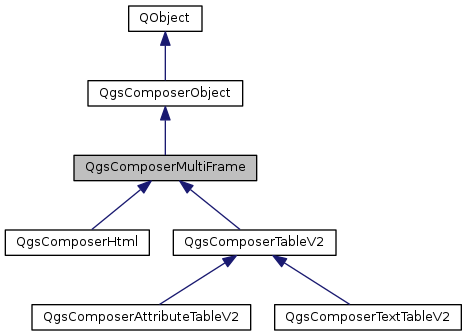 QObject
QgsComposerObject
QgsComposerMultiFrame
QgsComposerHtml
QgsComposerTableV2
QgsComposerAttributeTableV2
QgsComposerTextTableV2